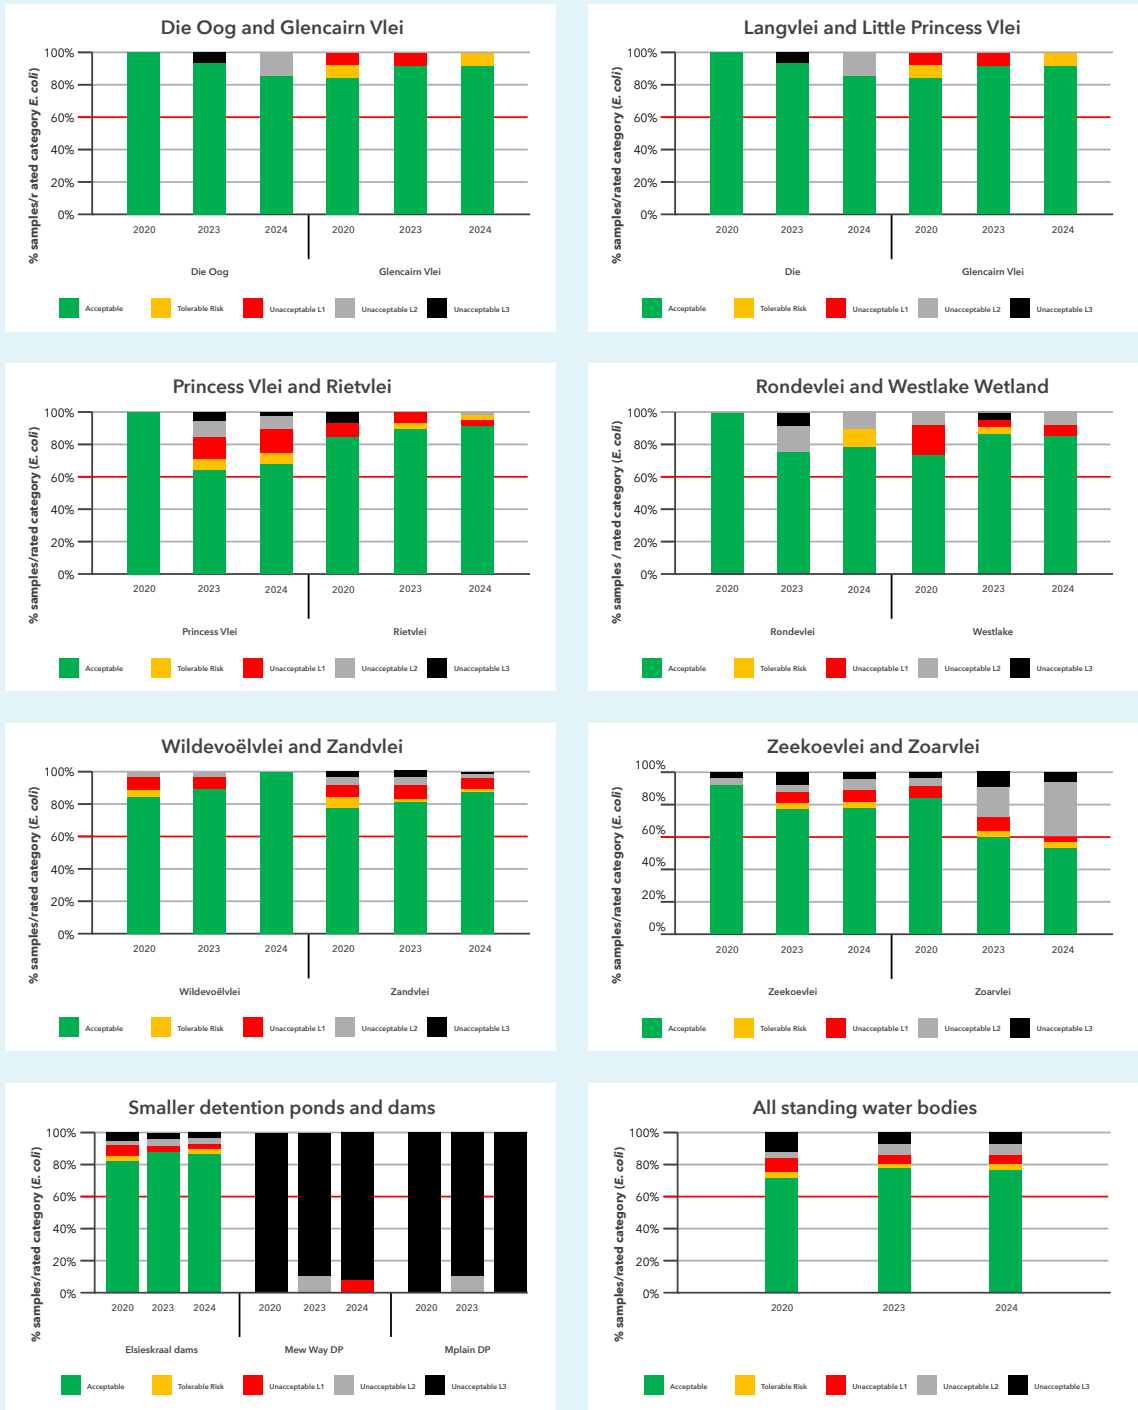 Die Oog and Glencairn Vlei
% samples/r ated category E. coli)
100%
80%
60%
40%
20%
0%
2020 2023 2024 2020 2023 2024
Die Oog Glencairn Vlei
Acceptable Tolerable Risk Unacceptable L1 Unacceptable L2 Unacceptable L3
Langvlei and Little Princess Vlei
% samples/rated category (E. coli)
100%
80%
60%
40%
20%
0%
2020 2023 2024 2020 2023 2024
Die Glencairn Vlei
Acceptable Tolerable Risk Unacceptable L1 Unacceptable L2 Unacceptable L3
Princess Vlei and Rietvlei
% samples/rated category (E. coli)
100%
80%
60%
40%
20%
0%
2020 2023 2024 2020 2023 2024
Princess Vlei Rietvlei
Acceptable Tolerable Risk Unacceptable L1 Unacceptable L2 Unacceptable L3
Rondevlei and Westlake Wetland
% samples / rated category (E. coli)
100%
80%
60%
40%
20%
0%
2020 2023 2024 2020 2023 2024
Rondevlei Westlake
Acceptable Tolerable Risk Unacceptable L1 Unacceptable L2 Unacceptable L3
Wildevoëlvlei and Zandvlei
% samples/rated category (E. coli)
100%
80%
60%
40%
20%
0%
2020 2023 2024 2020 2023 2024
Wildevoëlvlei Zandvlei
Acceptable Tolerable Risk Unacceptable L1 Unacceptable L2 Unacceptable L3
Zeekoevlei and Zoarvlei
% samples/rated category (E. coli)
100%
80%
60%
40%
20%
0%
2020 2023 2024 2020 2023 2024
Zeekoevlei Zoarvlei
Acceptable Tolerable Risk Unacceptable L1 Unacceptable L2 Unacceptable L3
Smaller detention ponds and dams
% samples/rated category (E. coli)
100%
80%
60%
40%
20%
0%
2020 2023 2024 2020 2023 2024 2020 2023
Elsieskraal dams Mew Way DP Mplain DP
Acceptable Tolerable Risk Unacceptable L1 Unacceptable L2 Unacceptable L3
All standing water bodies
% samples/rated category (E. coli)
100%
80%
60%
40%
20%
0%
2020 2023 2024
Acceptable Tolerable Risk Unacceptable L1 Unacceptable L2 Unacceptable L3